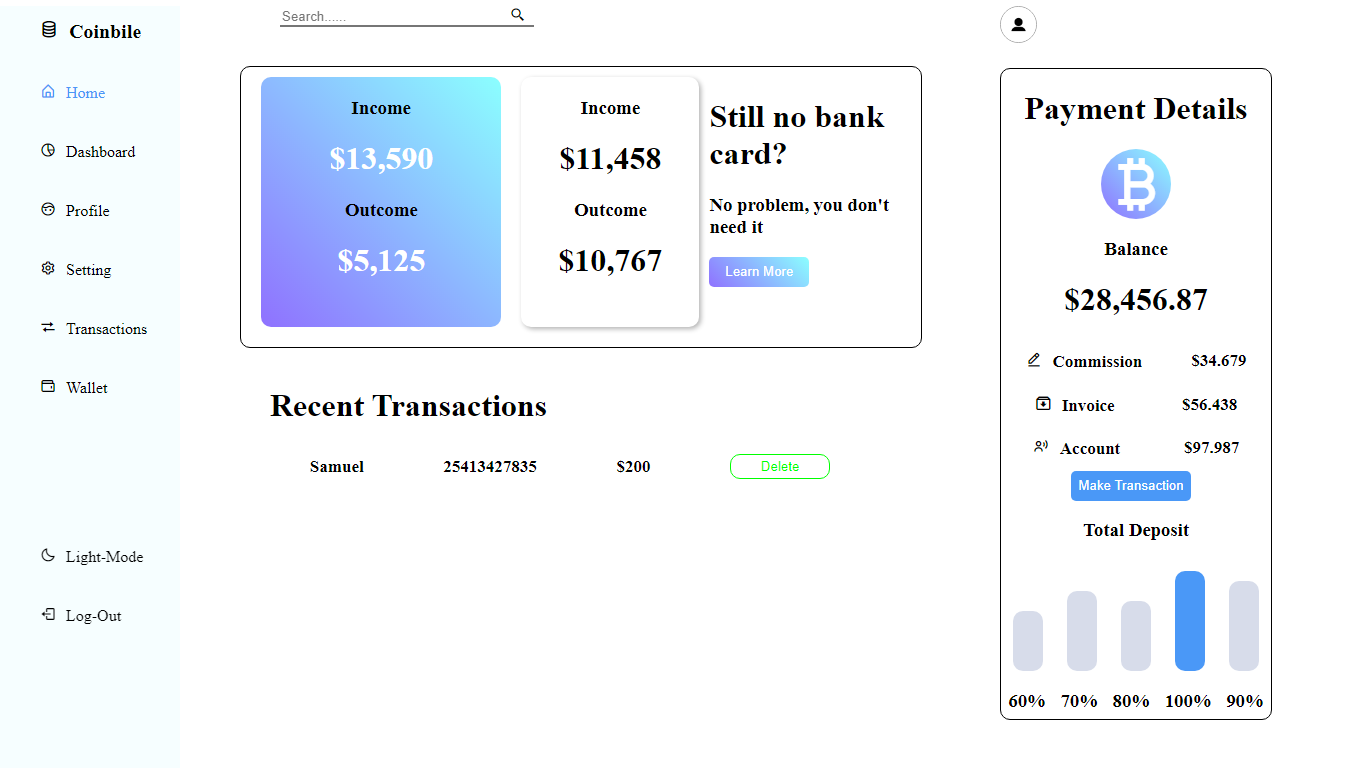 Coinbile
Home
Dashboard
Profile
Setting
Transactions
Wallet
Light-Mode
Log-Out
Search......
Income
$13,590
Outcome
$5,125
Income
$11,458
Outcome
$10,767
Still no bank
card?
No problem, you don't
need it
Learn More
Recent Transactions
Samuel 25413427835 $200 Delete
Payment Details
Balance
$28,456.87
Commission $34.679
Invoice $56.438
Account $97.987
Make Transaction
Total Deposit
60% 70% 80% 100% 90%